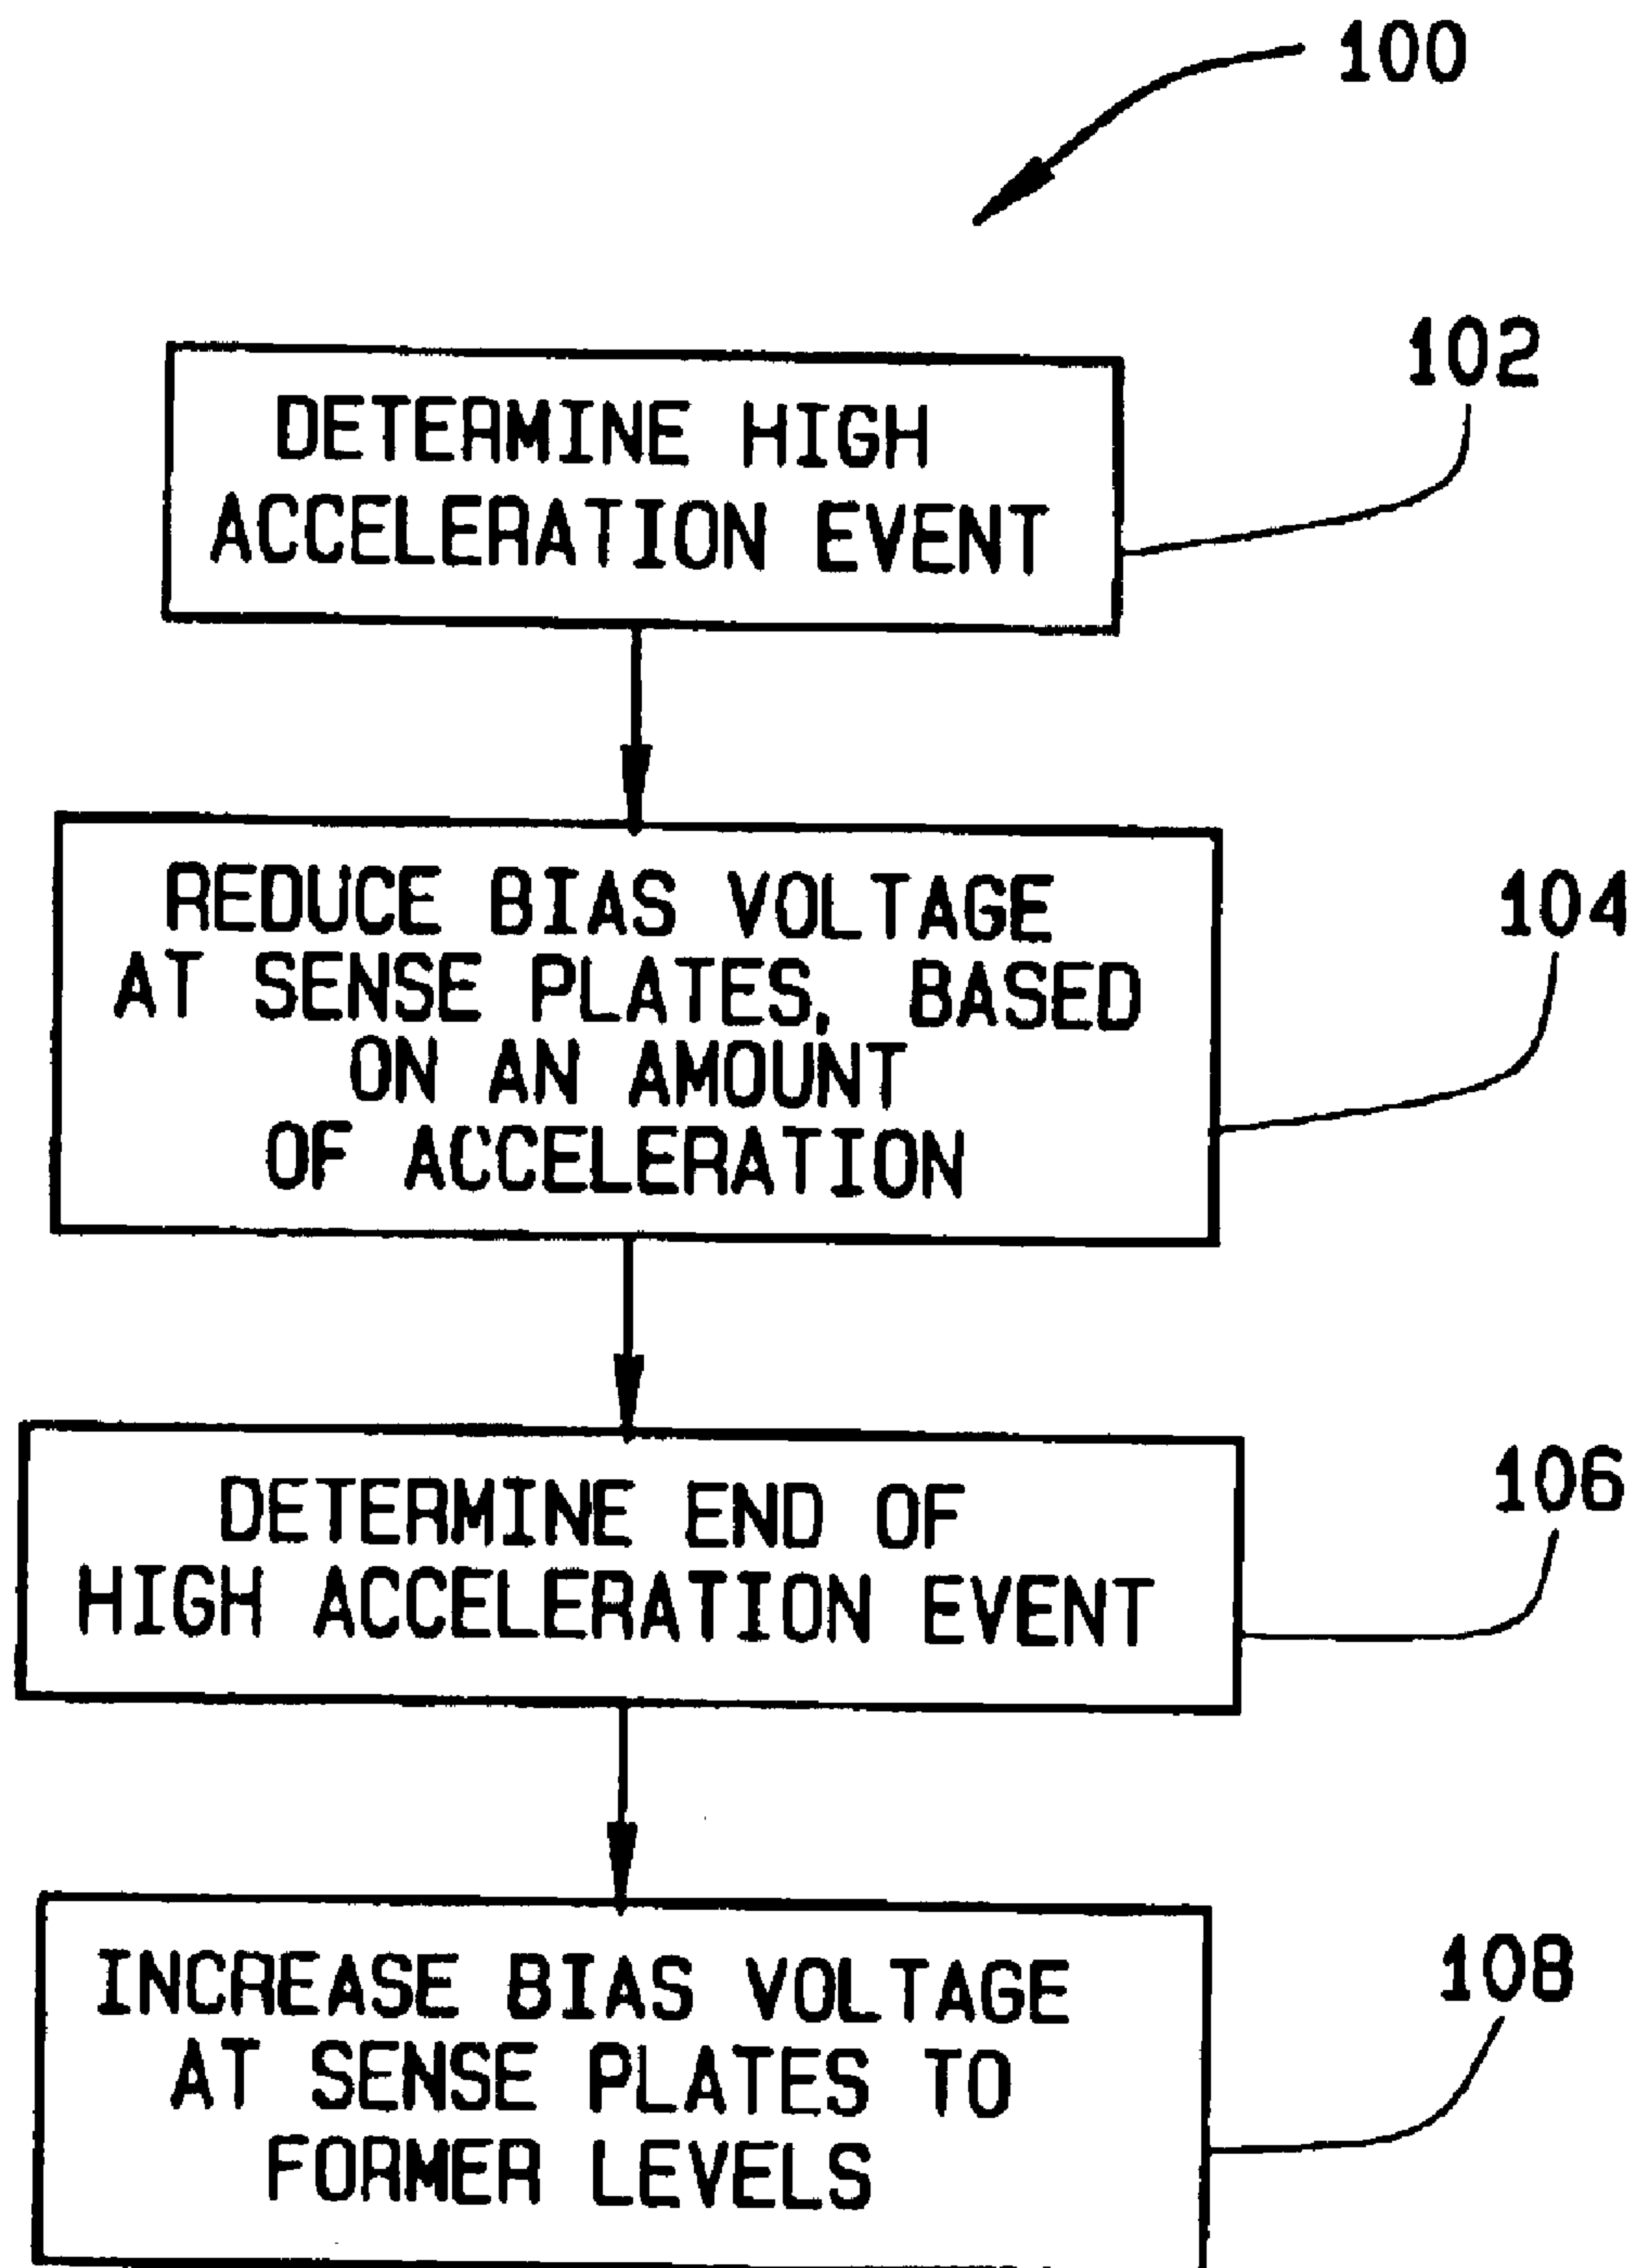 100
102
DETERMINE HIGH
ACCELERATION EVENT
104
REDUCE BIAS VOLTAGE
AT SENSE PLATES, BASED
ON AN AMOUNT
OF ACCELERATION
106
DETERMINE END OF
HIGH ACCELERATION EVENT
108
INCREASE BIAS VOLTAGE
AT SENSE PLATES TO
FORMER LEVELS